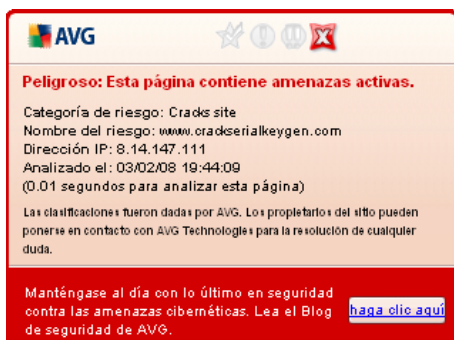 AVG
Peligroso: Esta página contiene amenazas activas.
Categoría de riesgo: Cracks site
Nombre del riesgo: www.crackserialkeygen.com
Dirección IP: 8.14.147.111
Analizado el: 03/02/08 19:44:09
(0.01 segundos para analizar esta página)
Las clasificaciones fueron dadas por AVG. Los propietarios del sitio pueden
ponerse en contacto con AVG Technologies para la resolución de cualquier
duda.
Manténgase al día con lo último en seguridad
contra las amenazas cibernéticas. Lea el Blog
de seguridad de AVG.
haga clic aquí